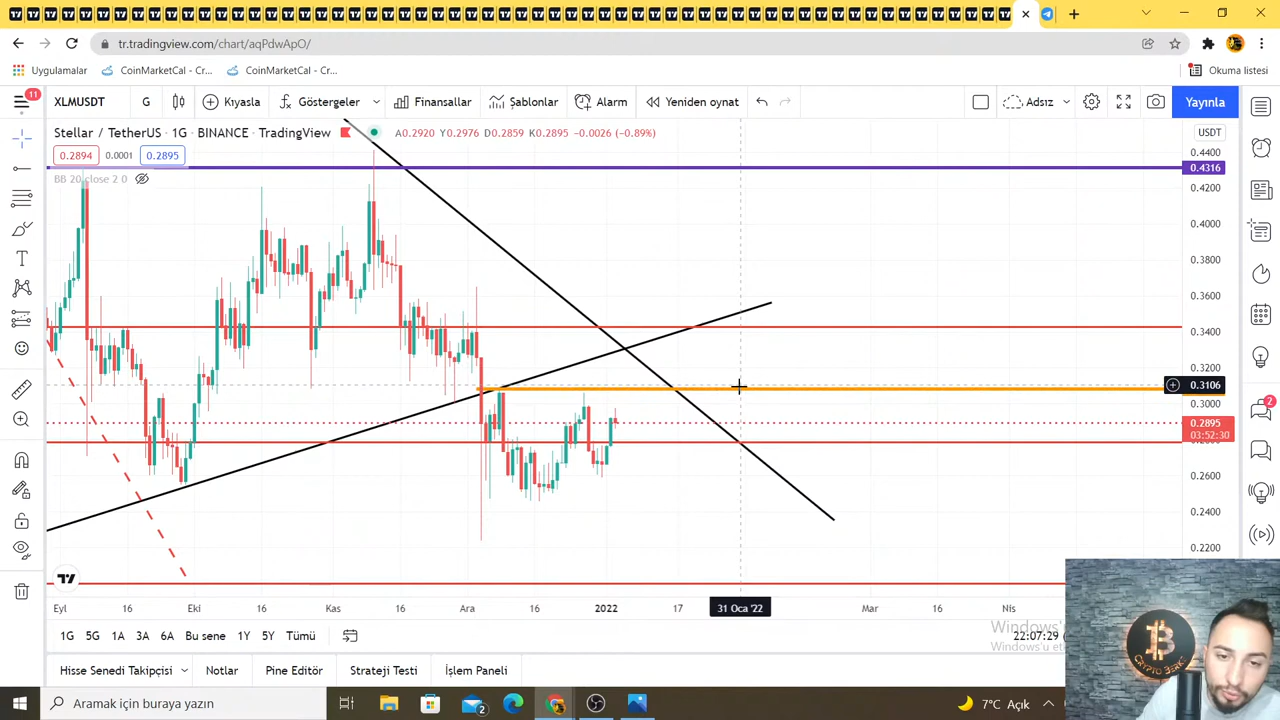 tr.tradingview.com/chart/aqPdwApO/
Uygulamalar CoinMarketCal - Cr... CoinMarketCal - Cr... Okuma listesi
11
XLMUSDT G Kıyasla Göstergeler Finansallar Şablonlar Alarm Yeniden oynat Adsız Yayınla
Stellar / TetherUS · 1G · BINANCE · TradingView A0.2920 Y0.2976 D0.2859 K0.2895 −0.0026 (−0.89%) USDT
0.2894 0.0001 0.2895
BB 20 close 2 0
0.4400
0.4316
0.4200
0.4000
0.3800
0.3600
0.3400
0.3200
0.3106
0.3000
0.2895
03:52:30
0.2600
0.2400
0.2200
2
Eyl 16 Eki 16 Kas 16 Ara 16 2022 17 31 Oca '22 Mar 16 Nis
1G 5G 1A 3A 6A Bu sene 1Y 5Y Tümü 22:07:29
Hisse Senedi Takipçisi Notlar Pine Editor Strateji Testi İşlem Paneli
CRYPTO BERK
Aramak için buraya yazın 2 7°C Açık